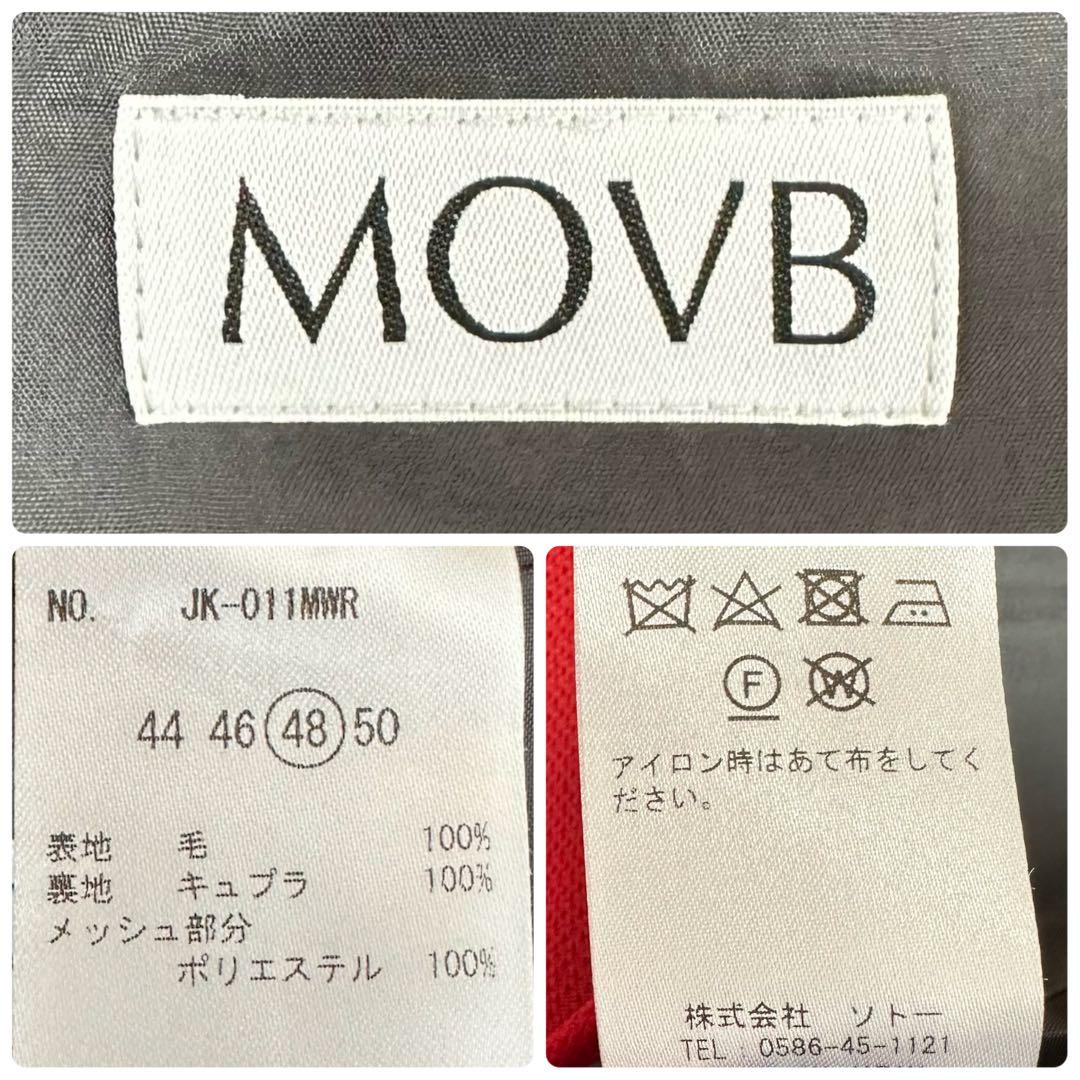 MOVB
NO. JK-011MWR
44 46 48 50
表地 毛 100%
裏地 キュプラ 100%
メッシュ部分
ポリエステル 100%
F W
アイロン時はあて布をしてく
ださい。
株式会社 ソトー
TEL 0586-45-1121